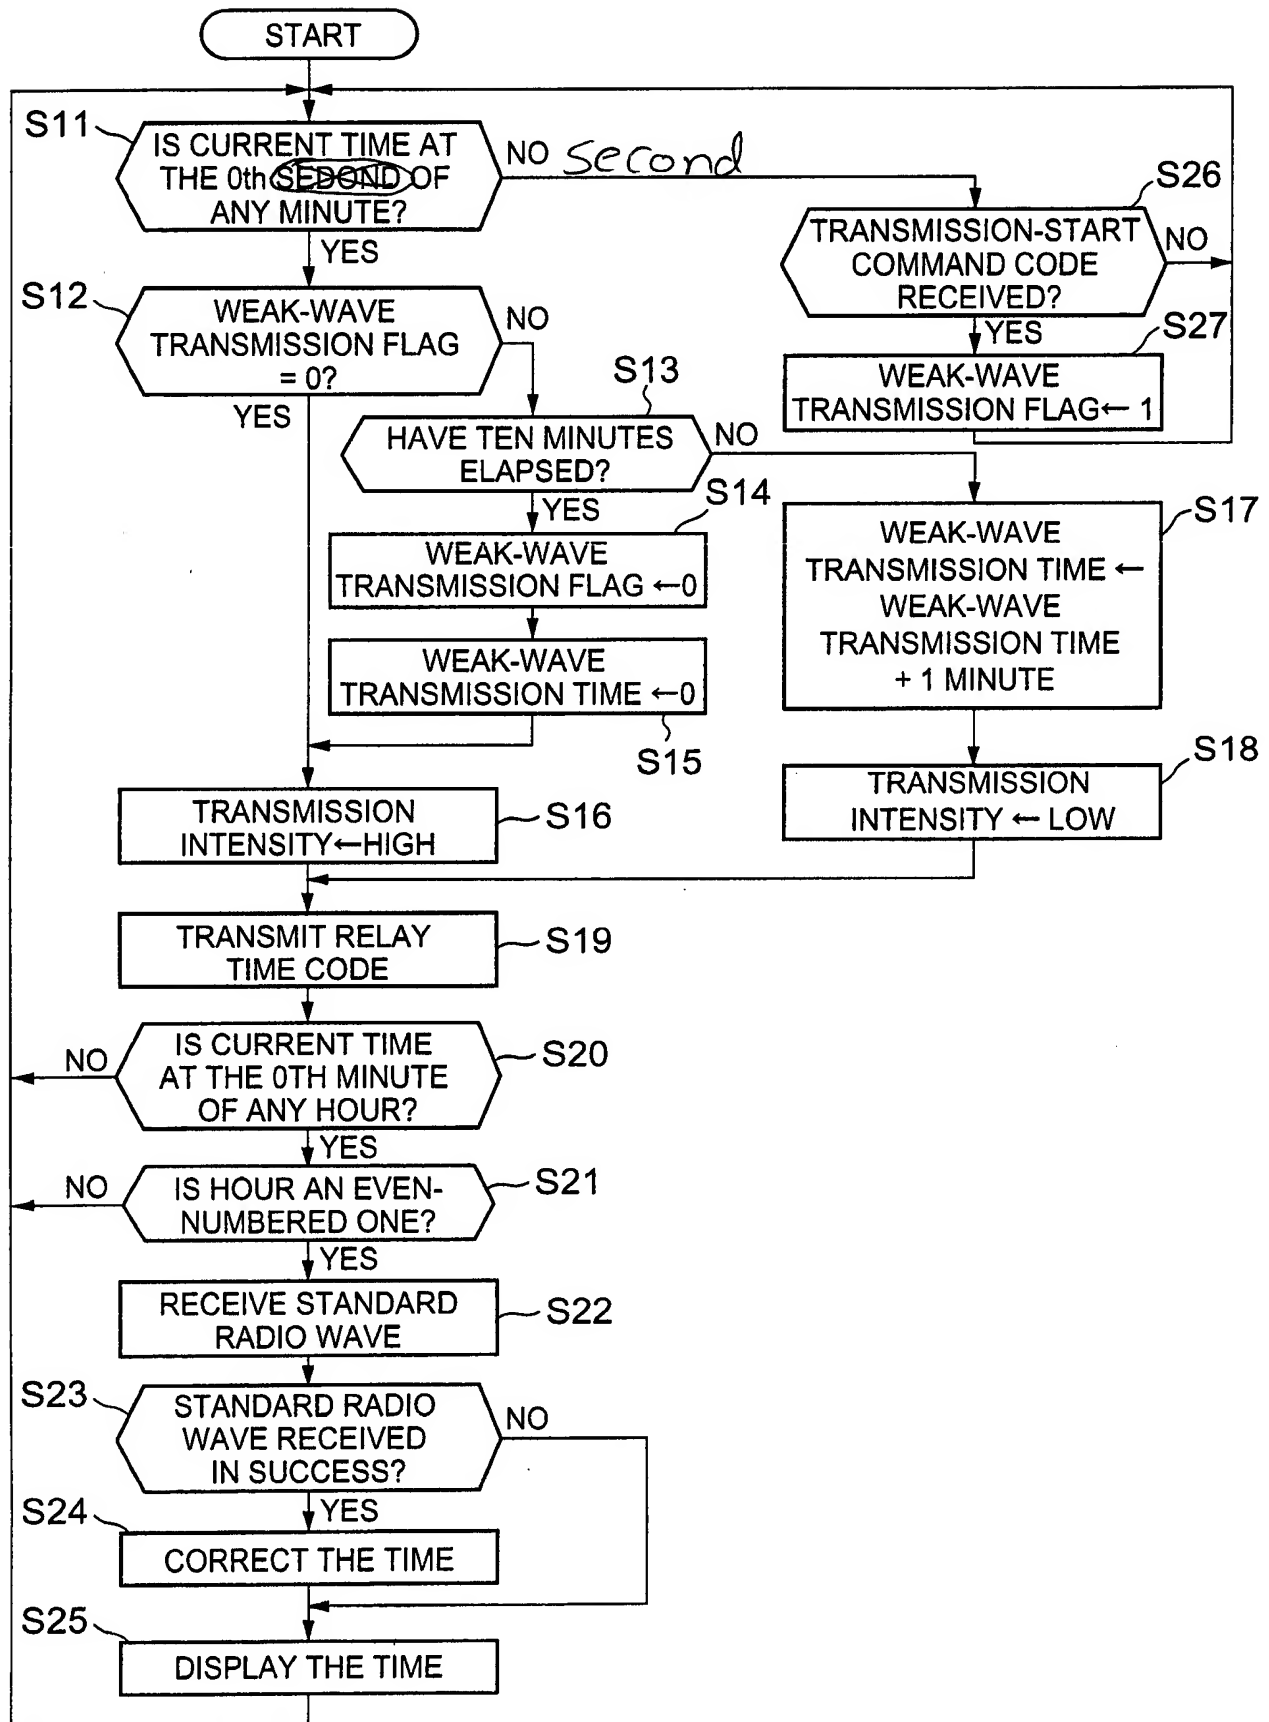 START
S11
IS CURRENT TIME AT
THE 0th SEDOND OF
ANY MINUTE?
NO
second
YES
S26
TRANSMISSION-START
COMMAND CODE
RECEIVED?
NO
YES
S27
WEAK-WAVE
TRANSMISSION FLAG← 1
S12
WEAK-WAVE
TRANSMISSION FLAG
= 0?
NO
YES
S13
HAVE TEN MINUTES
ELAPSED?
NO
YES
S14
WEAK-WAVE
TRANSMISSION FLAG ←0
WEAK-WAVE
TRANSMISSION TIME ←0
S15
S17
WEAK-WAVE
TRANSMISSION TIME ←
WEAK-WAVE
TRANSMISSION TIME
+ 1 MINUTE
S18
TRANSMISSION
INTENSITY ← LOW
TRANSMISSION
INTENSITY←HIGH
S16
TRANSMIT RELAY
TIME CODE
S19
IS CURRENT TIME
AT THE 0TH MINUTE
OF ANY HOUR?
S20
NO
YES
IS HOUR AN EVEN-
NUMBERED ONE?
S21
NO
YES
RECEIVE STANDARD
RADIO WAVE
S22
S23
STANDARD RADIO
WAVE RECEIVED
IN SUCCESS?
NO
YES
S24
CORRECT THE TIME
S25
DISPLAY THE TIME